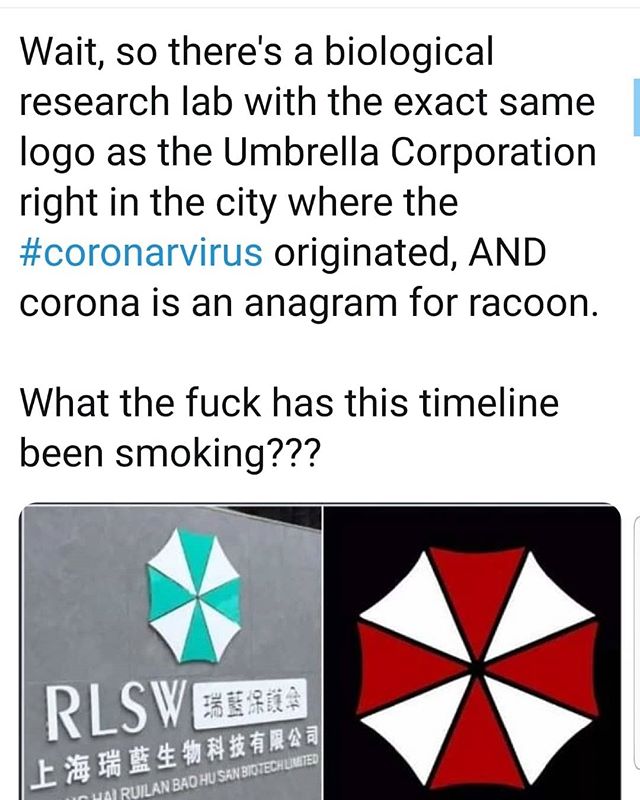 Wait, so there's a biological
research lab with the exact same
logo as the Umbrella Corporation
right in the city where the
#coronarvirus originated, AND
corona is an anagram for racoon.
What the fuck has this timeline
been smoking???
RLSW 瑞藍保護傘
上海瑞藍生物科技有限公司
HAI RUILAN BAO HU SAN BIOTECH LIMITED